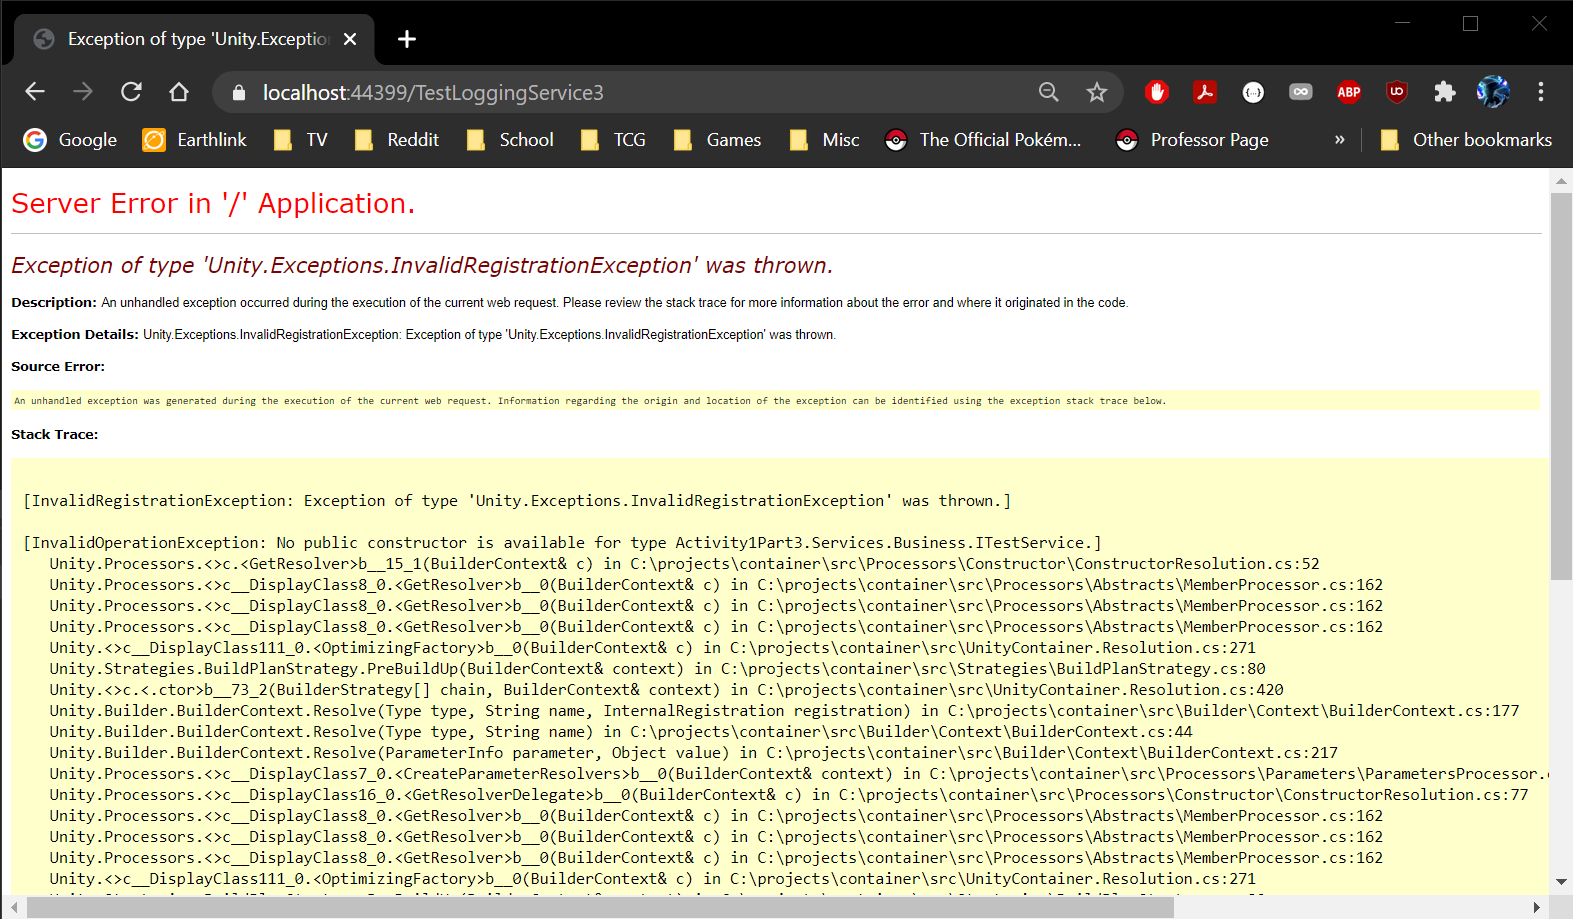 Exception of type 'Unity.Exceptio
localhost:44399/TestLoggingService3
ABP
Google Earthlink TV Reddit School TCG Games Misc The Official Pokém... Professor Page » Other bookmarks
Server Error in '/' Application.
Exception of type 'Unity.Exceptions.InvalidRegistrationException' was thrown.
Description: An unhandled exception occurred during the execution of the current web request. Please review the stack trace for more information about the error and where it originated in the code.
Exception Details: Unity.Exceptions.InvalidRegistrationException: Exception of type 'Unity.Exceptions.InvalidRegistrationException' was thrown.
Source Error:
An unhandled exception was generated during the execution of the current web request. Information regarding the origin and location of the exception can be identified using the exception stack trace below.
Stack Trace:
[InvalidRegistrationException: Exception of type 'Unity.Exceptions.InvalidRegistrationException' was thrown.]
[InvalidOperationException: No public constructor is available for type Activity1Part3.Services.Business.ITestService.]
Unity.Processors.<>c.<GetResolver>b__15_1(BuilderContext& c) in C:\projects\container\src\Processors\Constructor\ConstructorResolution.cs:52
Unity.Processors.<>c__DisplayClass8_0.<GetResolver>b__0(BuilderContext& c) in C:\projects\container\src\Processors\Abstracts\MemberProcessor.cs:162
Unity.Processors.<>c__DisplayClass8_0.<GetResolver>b__0(BuilderContext& c) in C:\projects\container\src\Processors\Abstracts\MemberProcessor.cs:162
Unity.Processors.<>c__DisplayClass8_0.<GetResolver>b__0(BuilderContext& c) in C:\projects\container\src\Processors\Abstracts\MemberProcessor.cs:162
Unity.<>c__DisplayClass111_0.<OptimizingFactory>b__0(BuilderContext& c) in C:\projects\container\src\UnityContainer.Resolution.cs:271
Unity.Strategies.BuildPlanStrategy.PreBuildUp(BuilderContext& context) in C:\projects\container\src\Strategies\BuildPlanStrategy.cs:80
Unity.<>c.<.ctor>b__73_2(BuilderStrategy[] chain, BuilderContext& context) in C:\projects\container\src\UnityContainer.Resolution.cs:420
Unity.Builder.BuilderContext.Resolve(Type type, String name, InternalRegistration registration) in C:\projects\container\src\Builder\Context\BuilderContext.cs:177
Unity.Builder.BuilderContext.Resolve(Type type, String name) in C:\projects\container\src\Builder\Context\BuilderContext.cs:44
Unity.Builder.BuilderContext.Resolve(ParameterInfo parameter, Object value) in C:\projects\container\src\Builder\Context\BuilderContext.cs:217
Unity.Processors.<>c__DisplayClass7_0.<CreateParameterResolvers>b__0(BuilderContext& context) in C:\projects\container\src\Processors\Parameters\ParametersProcessor.c
Unity.Processors.<>c__DisplayClass16_0.<GetResolverDelegate>b__0(BuilderContext& c) in C:\projects\container\src\Processors\Constructor\ConstructorResolution.cs:77
Unity.Processors.<>c__DisplayClass8_0.<GetResolver>b__0(BuilderContext& c) in C:\projects\container\src\Processors\Abstracts\MemberProcessor.cs:162
Unity.Processors.<>c__DisplayClass8_0.<GetResolver>b__0(BuilderContext& c) in C:\projects\container\src\Processors\Abstracts\MemberProcessor.cs:162
Unity.Processors.<>c__DisplayClass8_0.<GetResolver>b__0(BuilderContext& c) in C:\projects\container\src\Processors\Abstracts\MemberProcessor.cs:162
Unity.<>c__DisplayClass111_0.<OptimizingFactory>b__0(BuilderContext& c) in C:\projects\container\src\UnityContainer.Resolution.cs:271